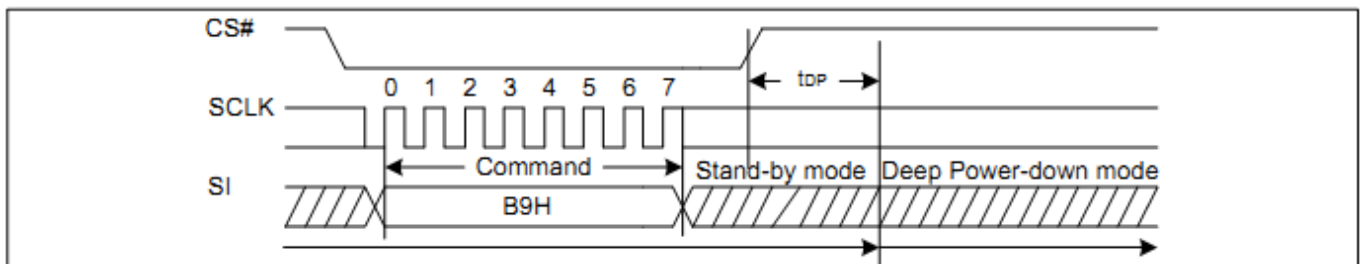 CS#
tDP
0 1 2 3 4 5 6 7
SCLK
Command
Stand-by mode Deep Power-down mode
SI
B9H